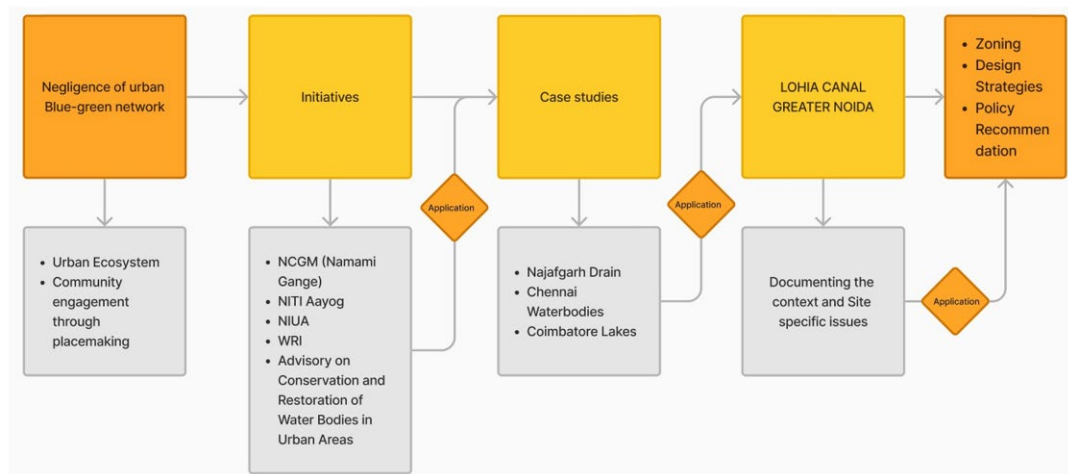 Negligence of urban
Blue-green network
Initiatives
Case studies
LOHIA CANAL
GREATER NOIDA
• Zoning
• Design
Strategies
• Policy
Recommen
dation
Application
Application
Application
• Urban Ecosystem
• Community
engagement
through
placemaking
• NCGM (Namami
Gange)
• NITI Aayog
• NIUA
• WRI
• Advisory on
Conservation and
Restoration of
Water Bodies in
Urban Areas
• Najafgarh Drain
• Chennai
Waterbodies
• Coimbatore Lakes
Documenting the
context and Site
specific issues